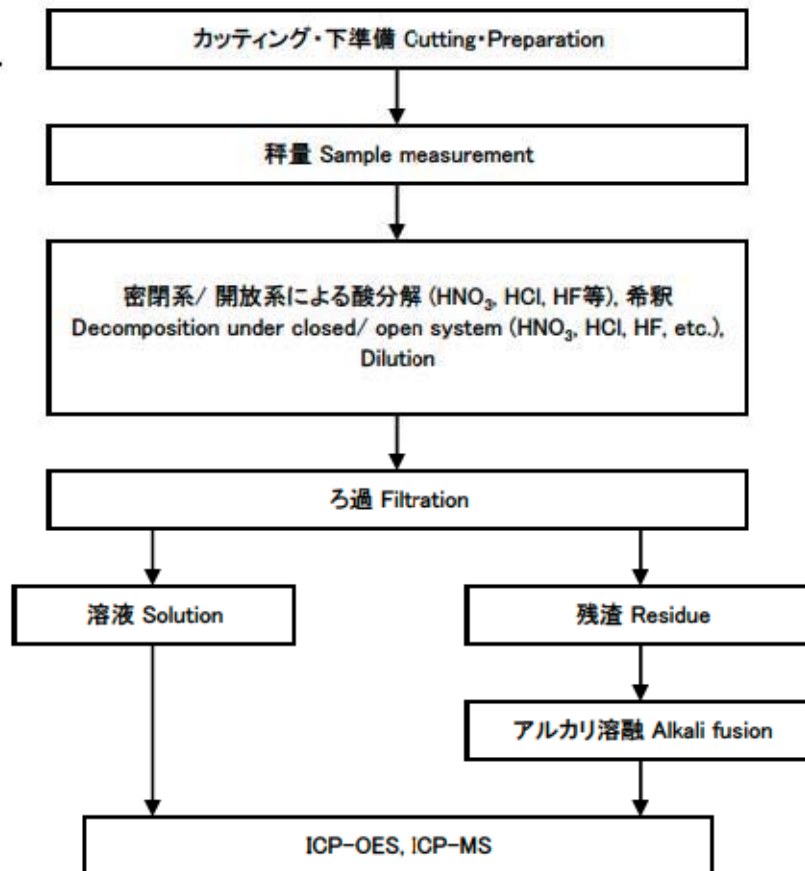 カッティング・下準備 Cutting・Preparation
秤量 Sample measurement
密閉系/ 開放系による酸分解 (HNO₃, HCl, HF等), 希釈
Decomposition under closed/ open system (HNO₃, HCl, HF, etc.),
Dilution
ろ過 Filtration
溶液 Solution
残渣 Residue
アルカリ溶融 Alkali fusion
ICP-OES, ICP-MS